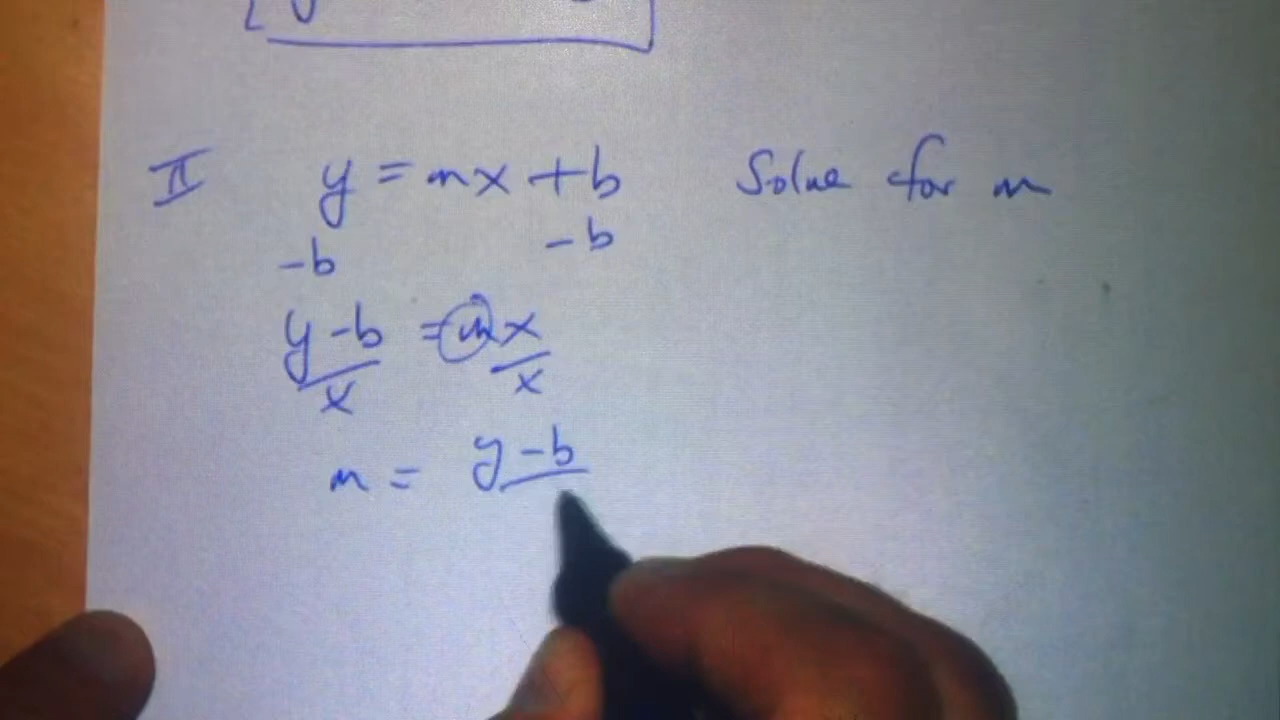 II y = mx + b Solve for m
-b -b
y - b = mx
x x
m = y - b